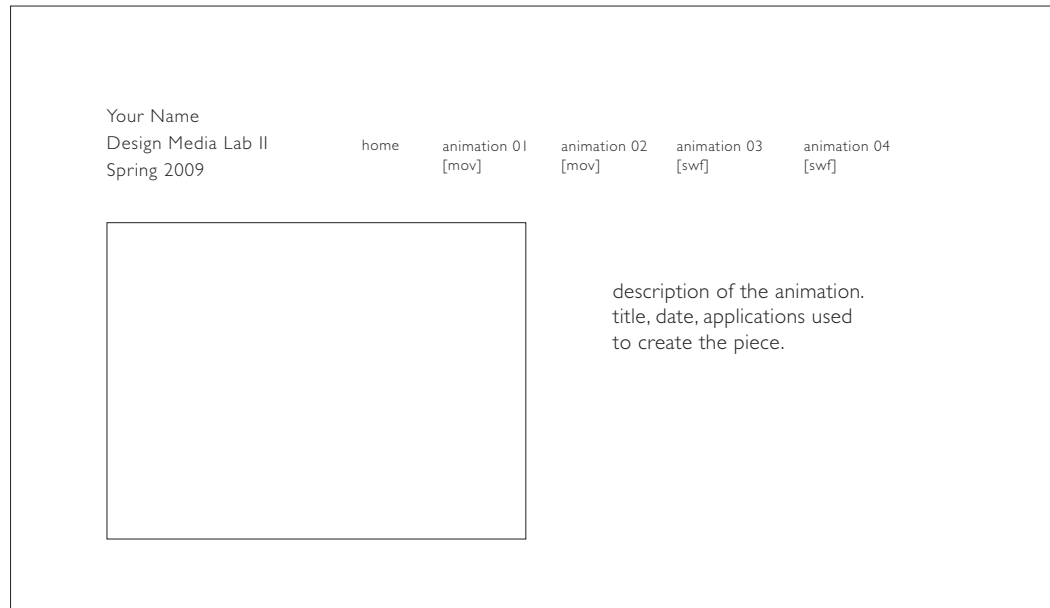 Your Name
Design Media Lab II
Spring 2009
home
animation 01
[mov]
animation 02
[mov]
animation 03
[swf]
animation 04
[swf]
description of the animation.
title, date, applications used
to create the piece.